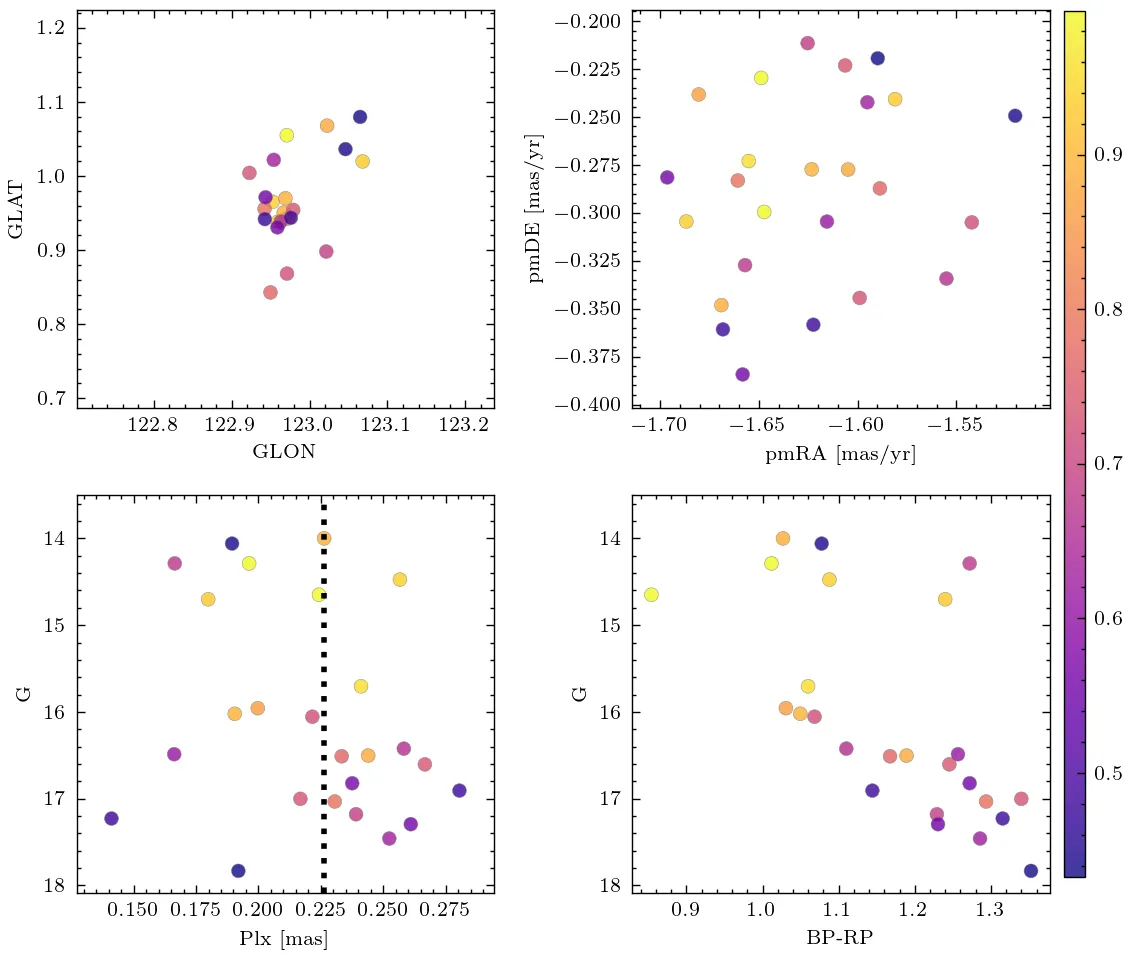 1.2
1.1
1.0
0.9
0.8
0.7
GLAT
122.8 122.9 123.0 123.1 123.2
GLON
−0.200
−0.225
−0.250
−0.275
−0.300
−0.325
−0.350
−0.375
−0.400
pmDE [mas/yr]
−1.70 −1.65 −1.60 −1.55
pmRA [mas/yr]
14
15
16
17
18
G
0.150 0.175 0.200 0.225 0.250 0.275
Plx [mas]
14
15
16
17
18
G
0.9 1.0 1.1 1.2 1.3
BP-RP
0.9
0.8
0.7
0.6
0.5